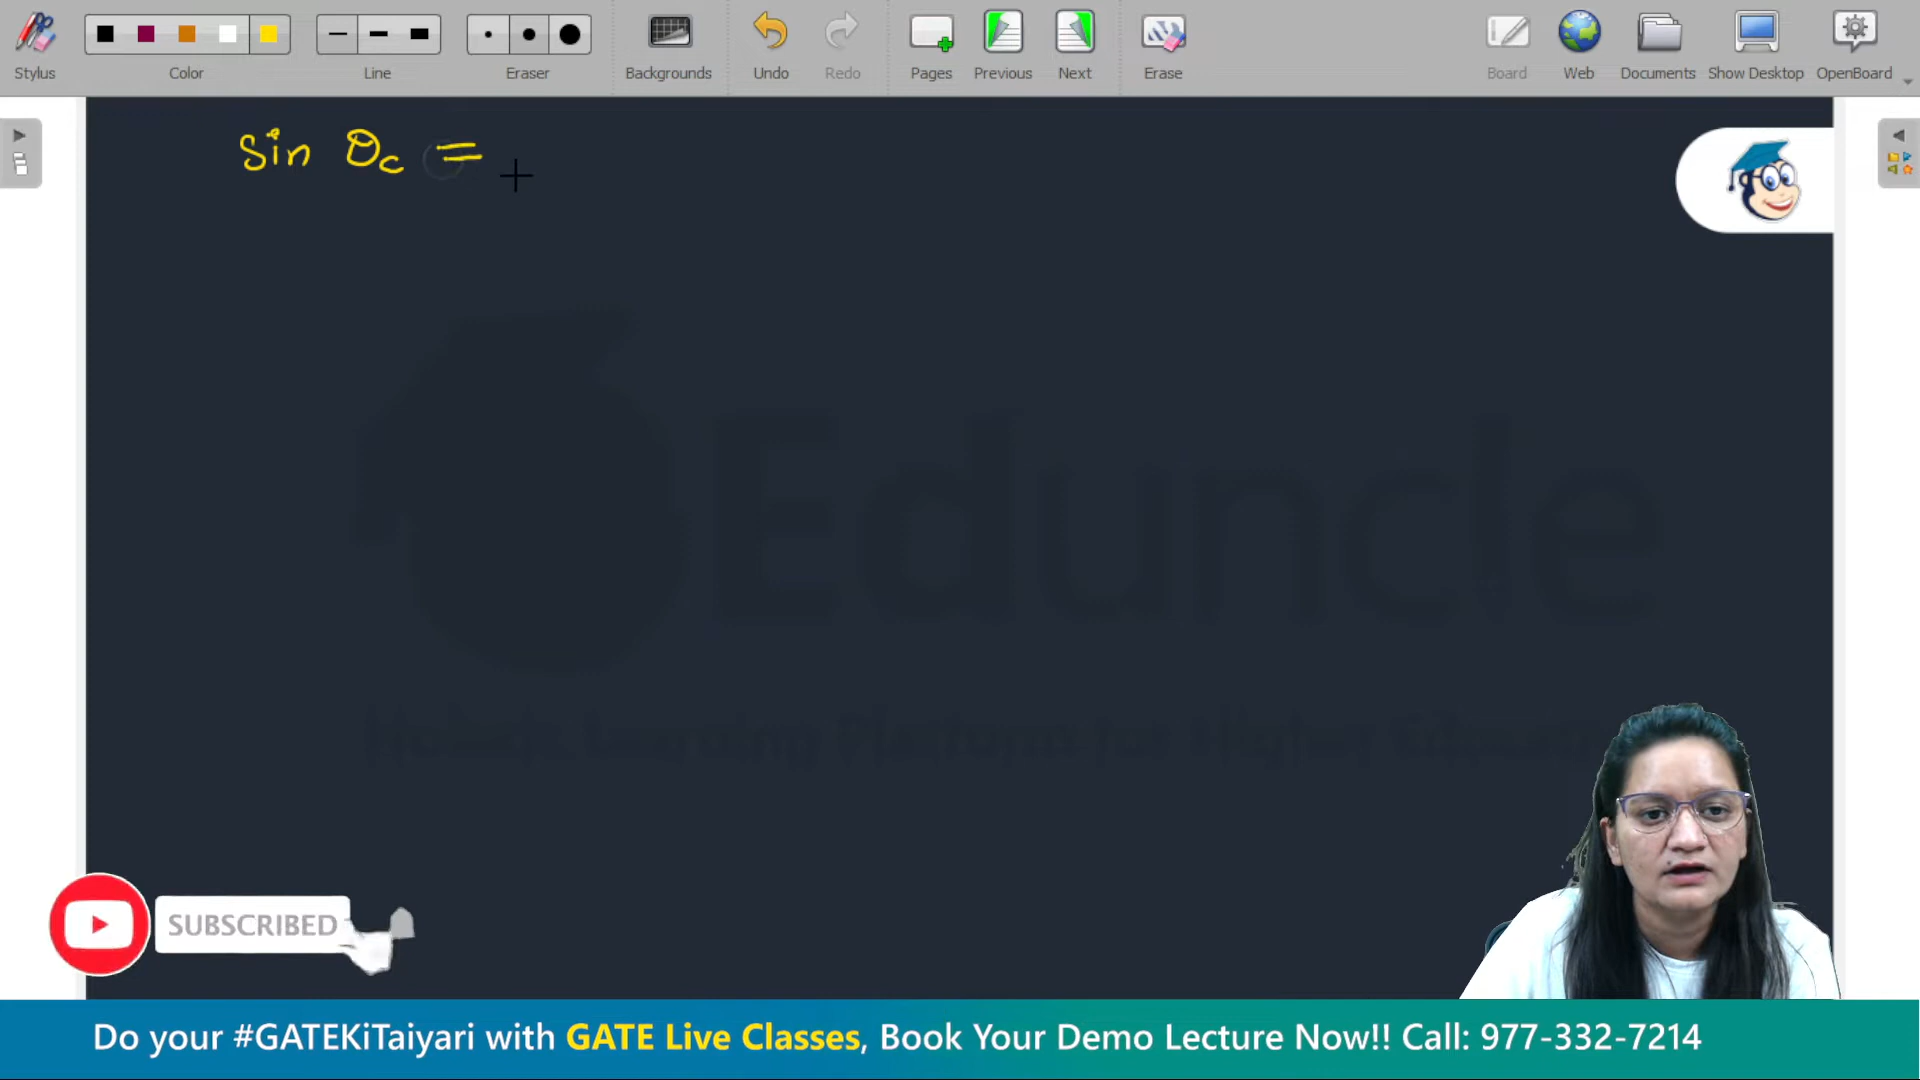 Stylus Color Line Eraser Backgrounds Undo Redo Pages Previous Next Erase Board Web Documents Show Desktop OpenBoard
sin θc =
Eduncle
SUBSCRIBED
Do your #GATEKiTaiyari with GATE Live Classes, Book Your Demo Lecture Now!! Call: 977-332-7214